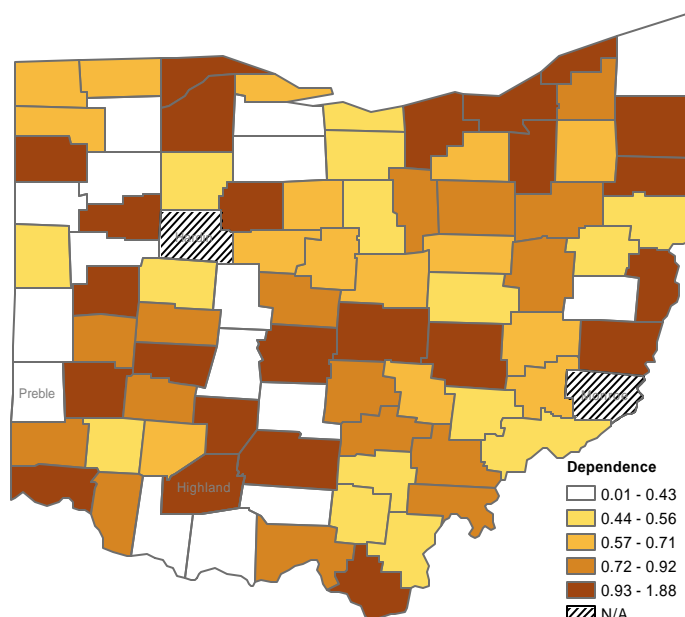 Preble
Highland
Monroe
Dependence
0.01 - 0.43
0.44 - 0.56
0.57 - 0.71
0.72 - 0.92
0.93 - 1.88
N/A